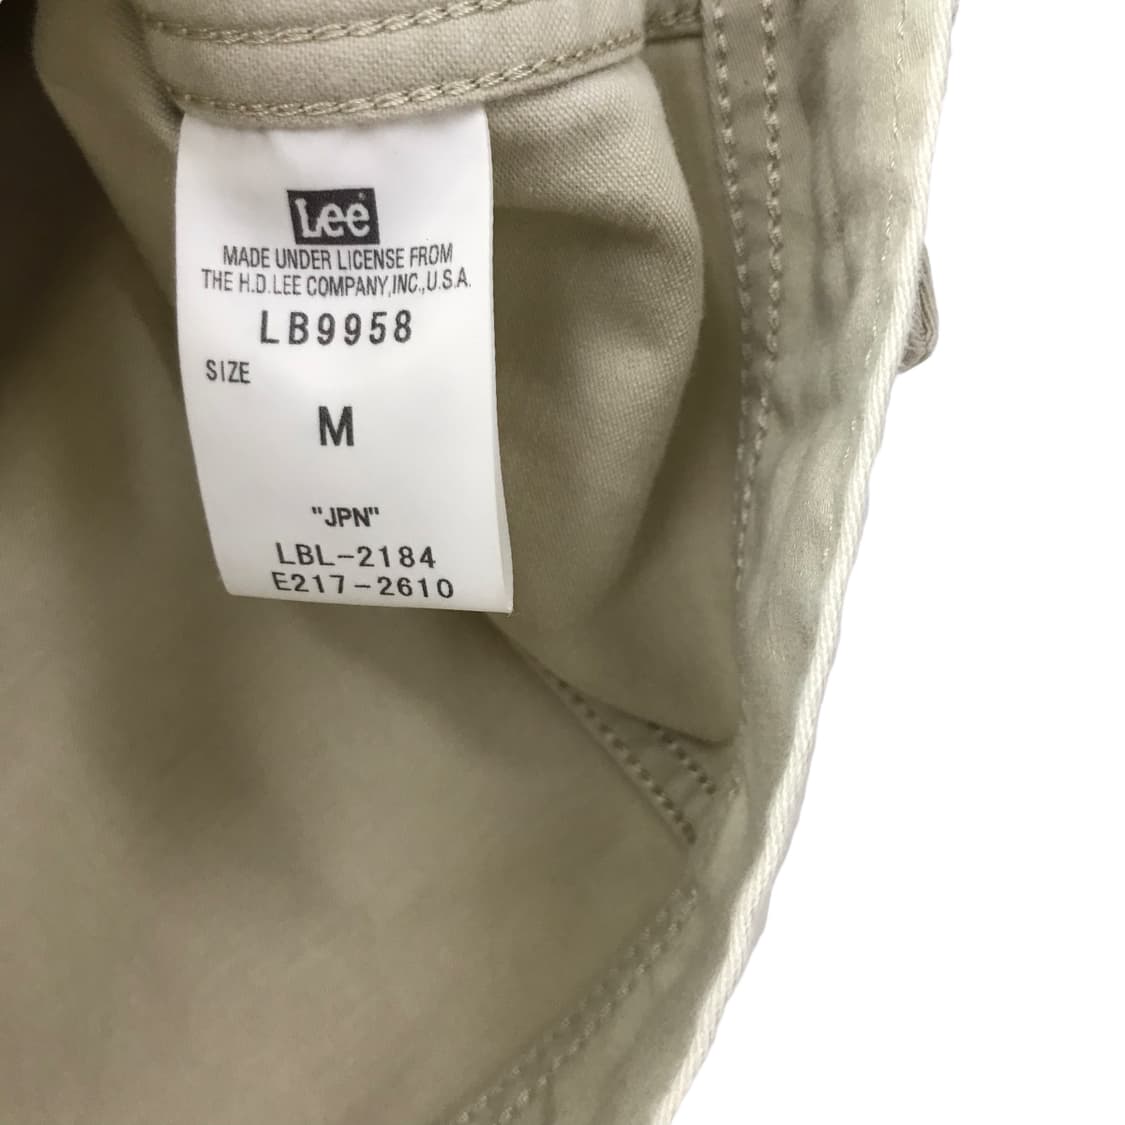 Lee
MADE UNDER LICENSE FROM
THE H.D.LEE COMPANY,INC.,U.S.A.
LB9958
SIZE
M
"JPN"
LBL-2184
E217-2610